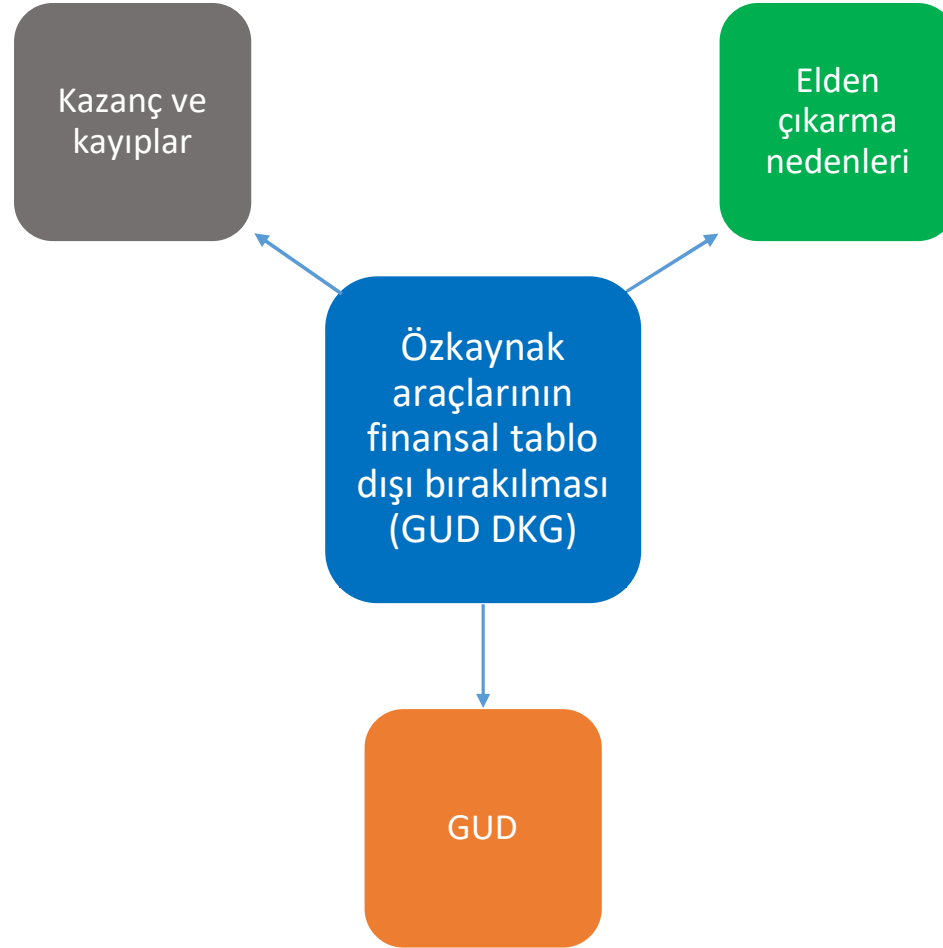 Kazanç ve
kayıplar
Elden
çıkarma
nedenleri
Özkaynak
araçlarının
finansal tablo
dışı bırakılması
(GUD DKG)
GUD